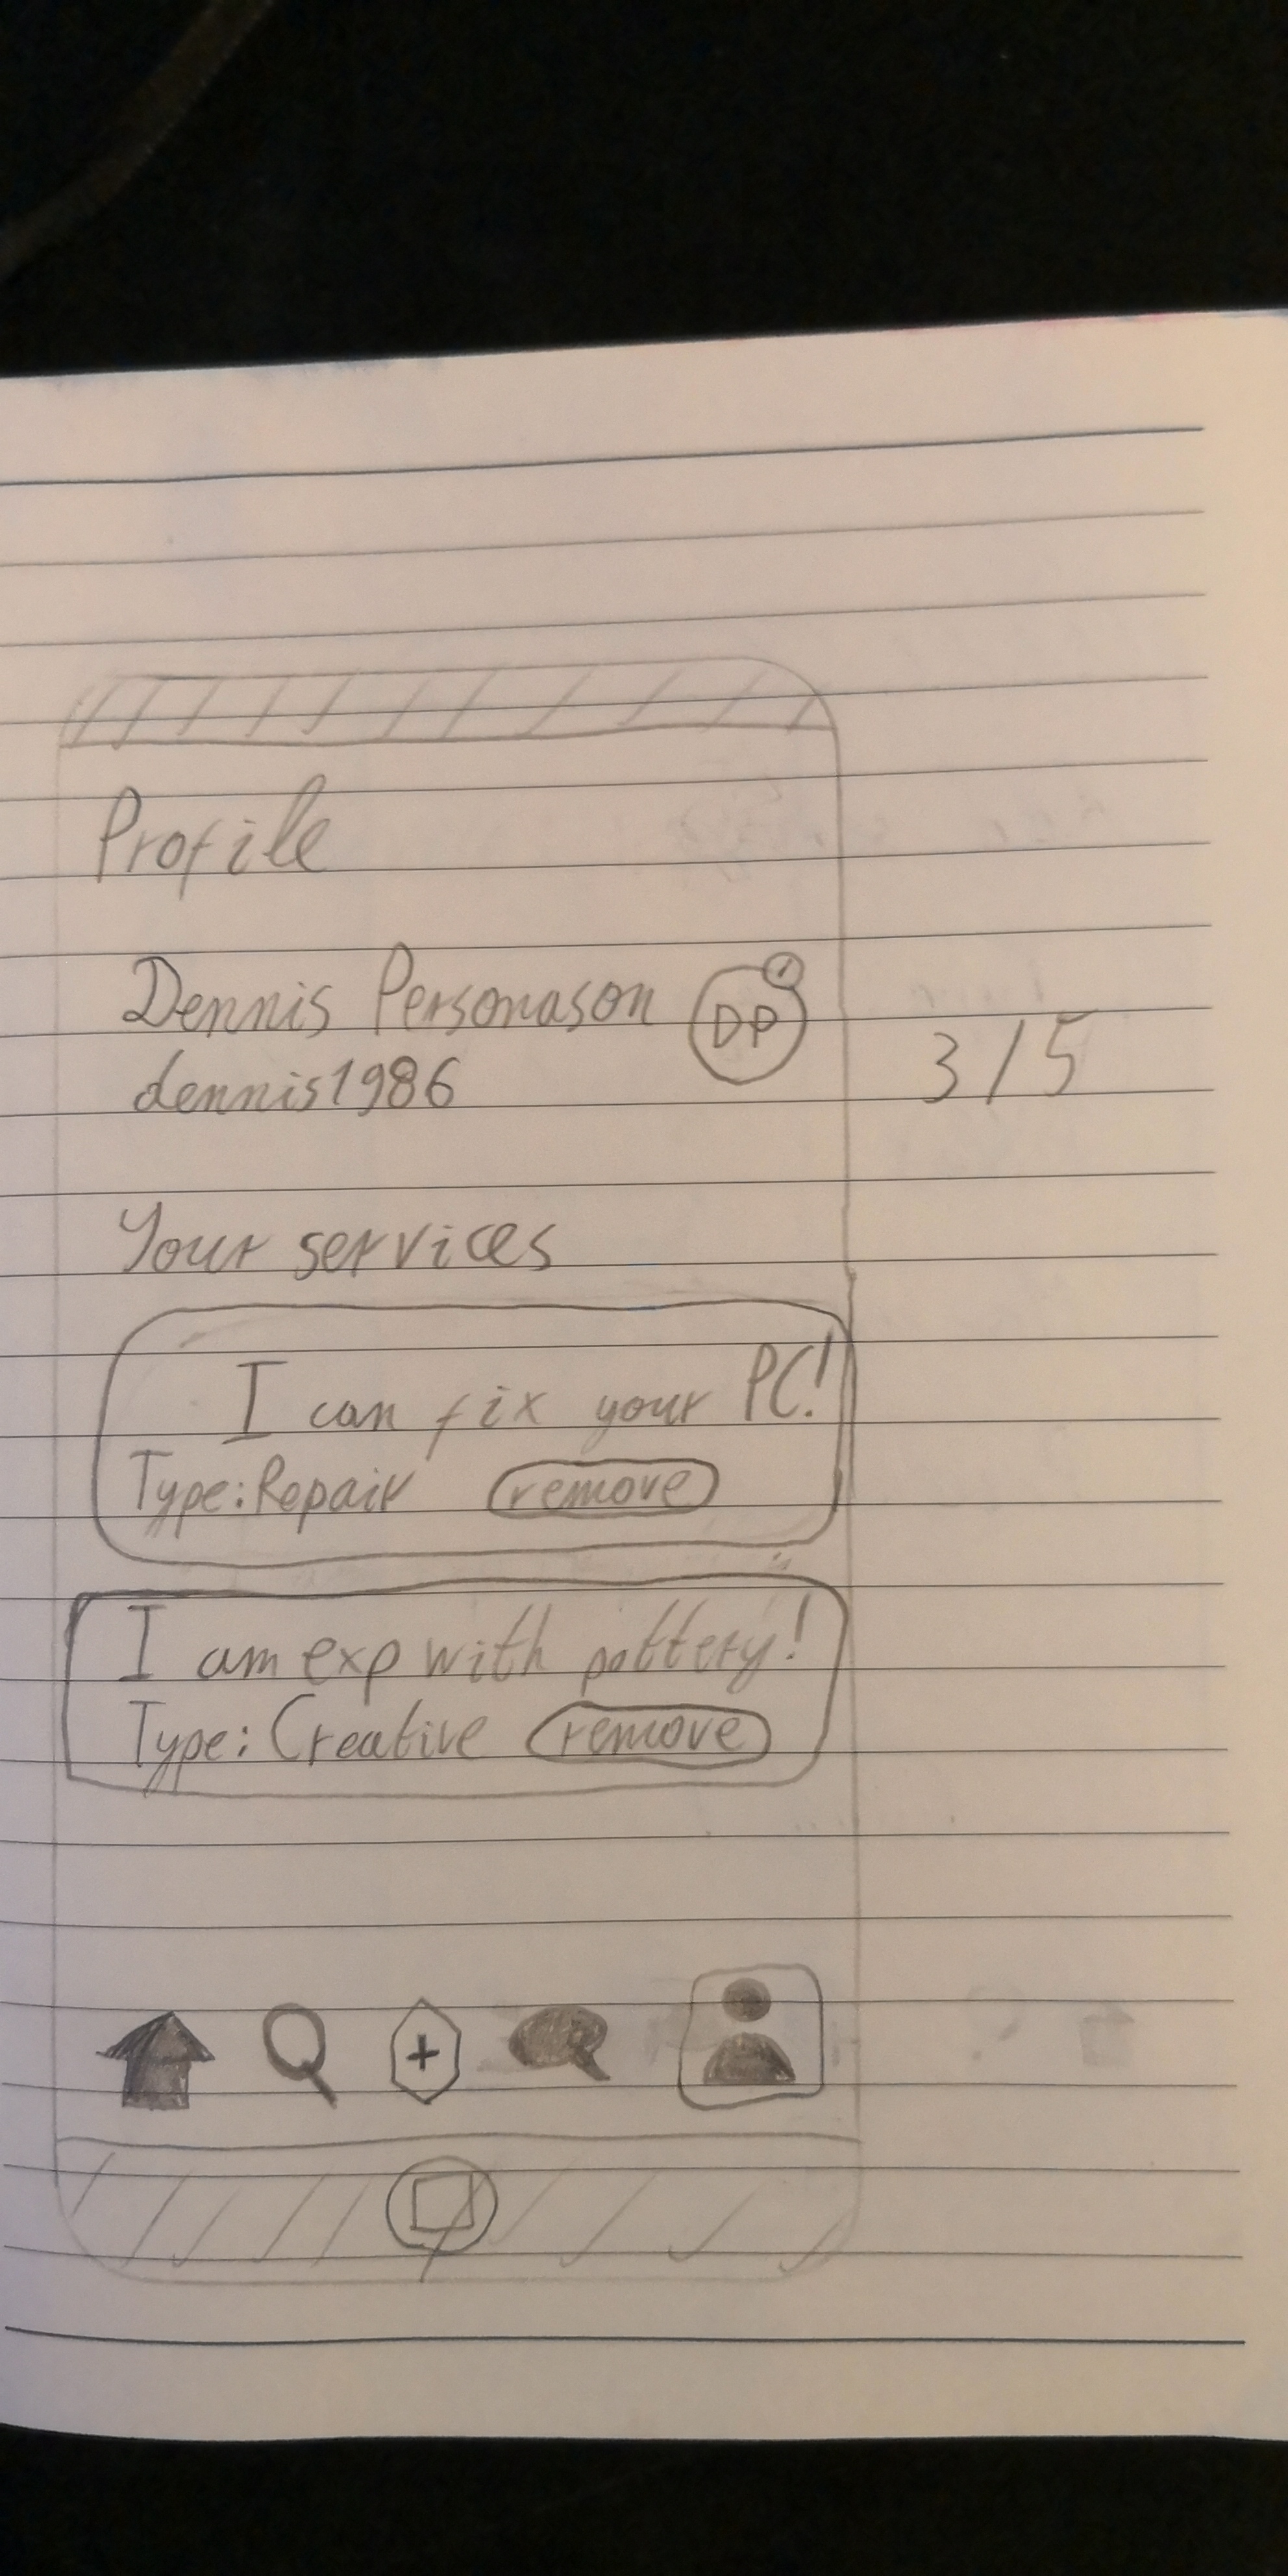 Profile
Dennis Personason
DP
dennis1986
3/5
Your services
I can fix your PC!
Type: Repair
remove
I am exp with pottery!
Type: Creative
remove
+